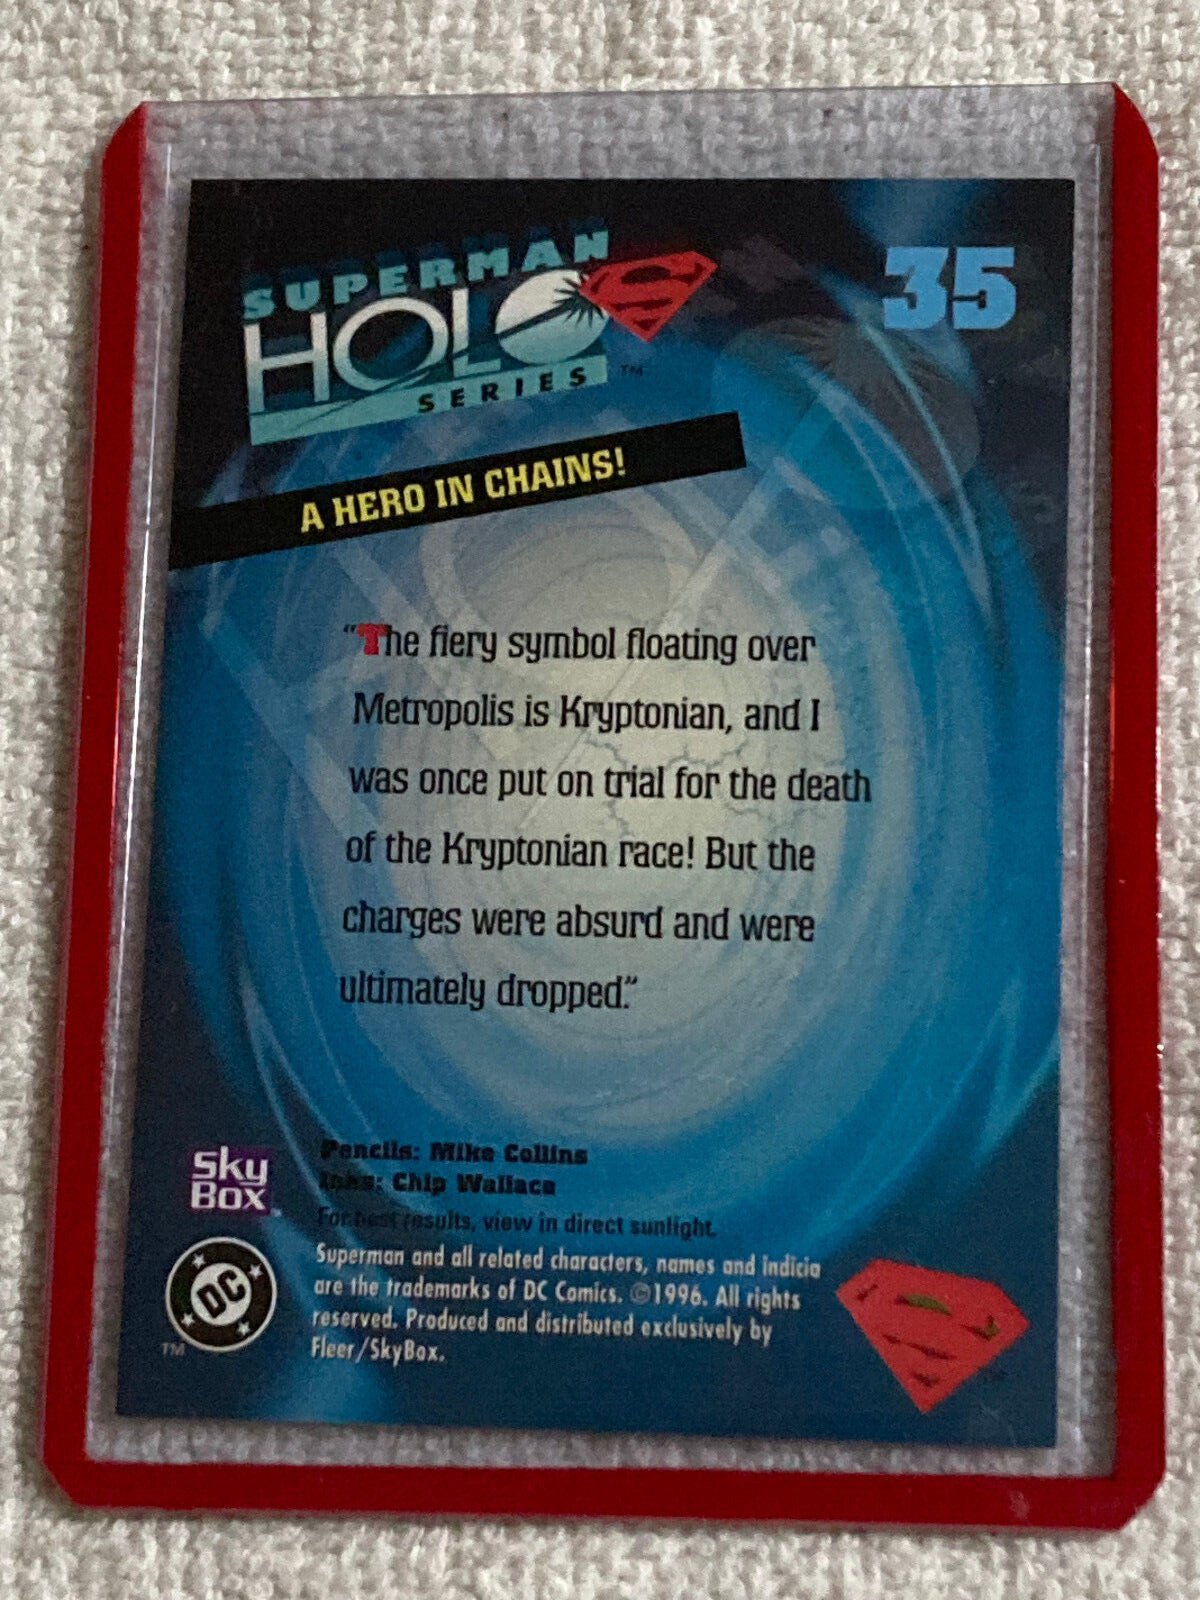 SUPERMAN
HOLO
SERIES ™
35
A HERO IN CHAINS!
“The fiery symbol floating over
Metropolis is Kryptonian, and I
was once put on trial for the death
of the Kryptonian race! But the
charges were absurd and were
ultimately dropped.”
Sky
Box
Pencils: Mike Collins
Inks: Chip Wallace
For best results, view in direct sunlight.
DC
TM
Superman and all related characters, names and indicia
are the trademarks of DC Comics. ©1996. All rights
reserved. Produced and distributed exclusively by
Fleer/SkyBox.